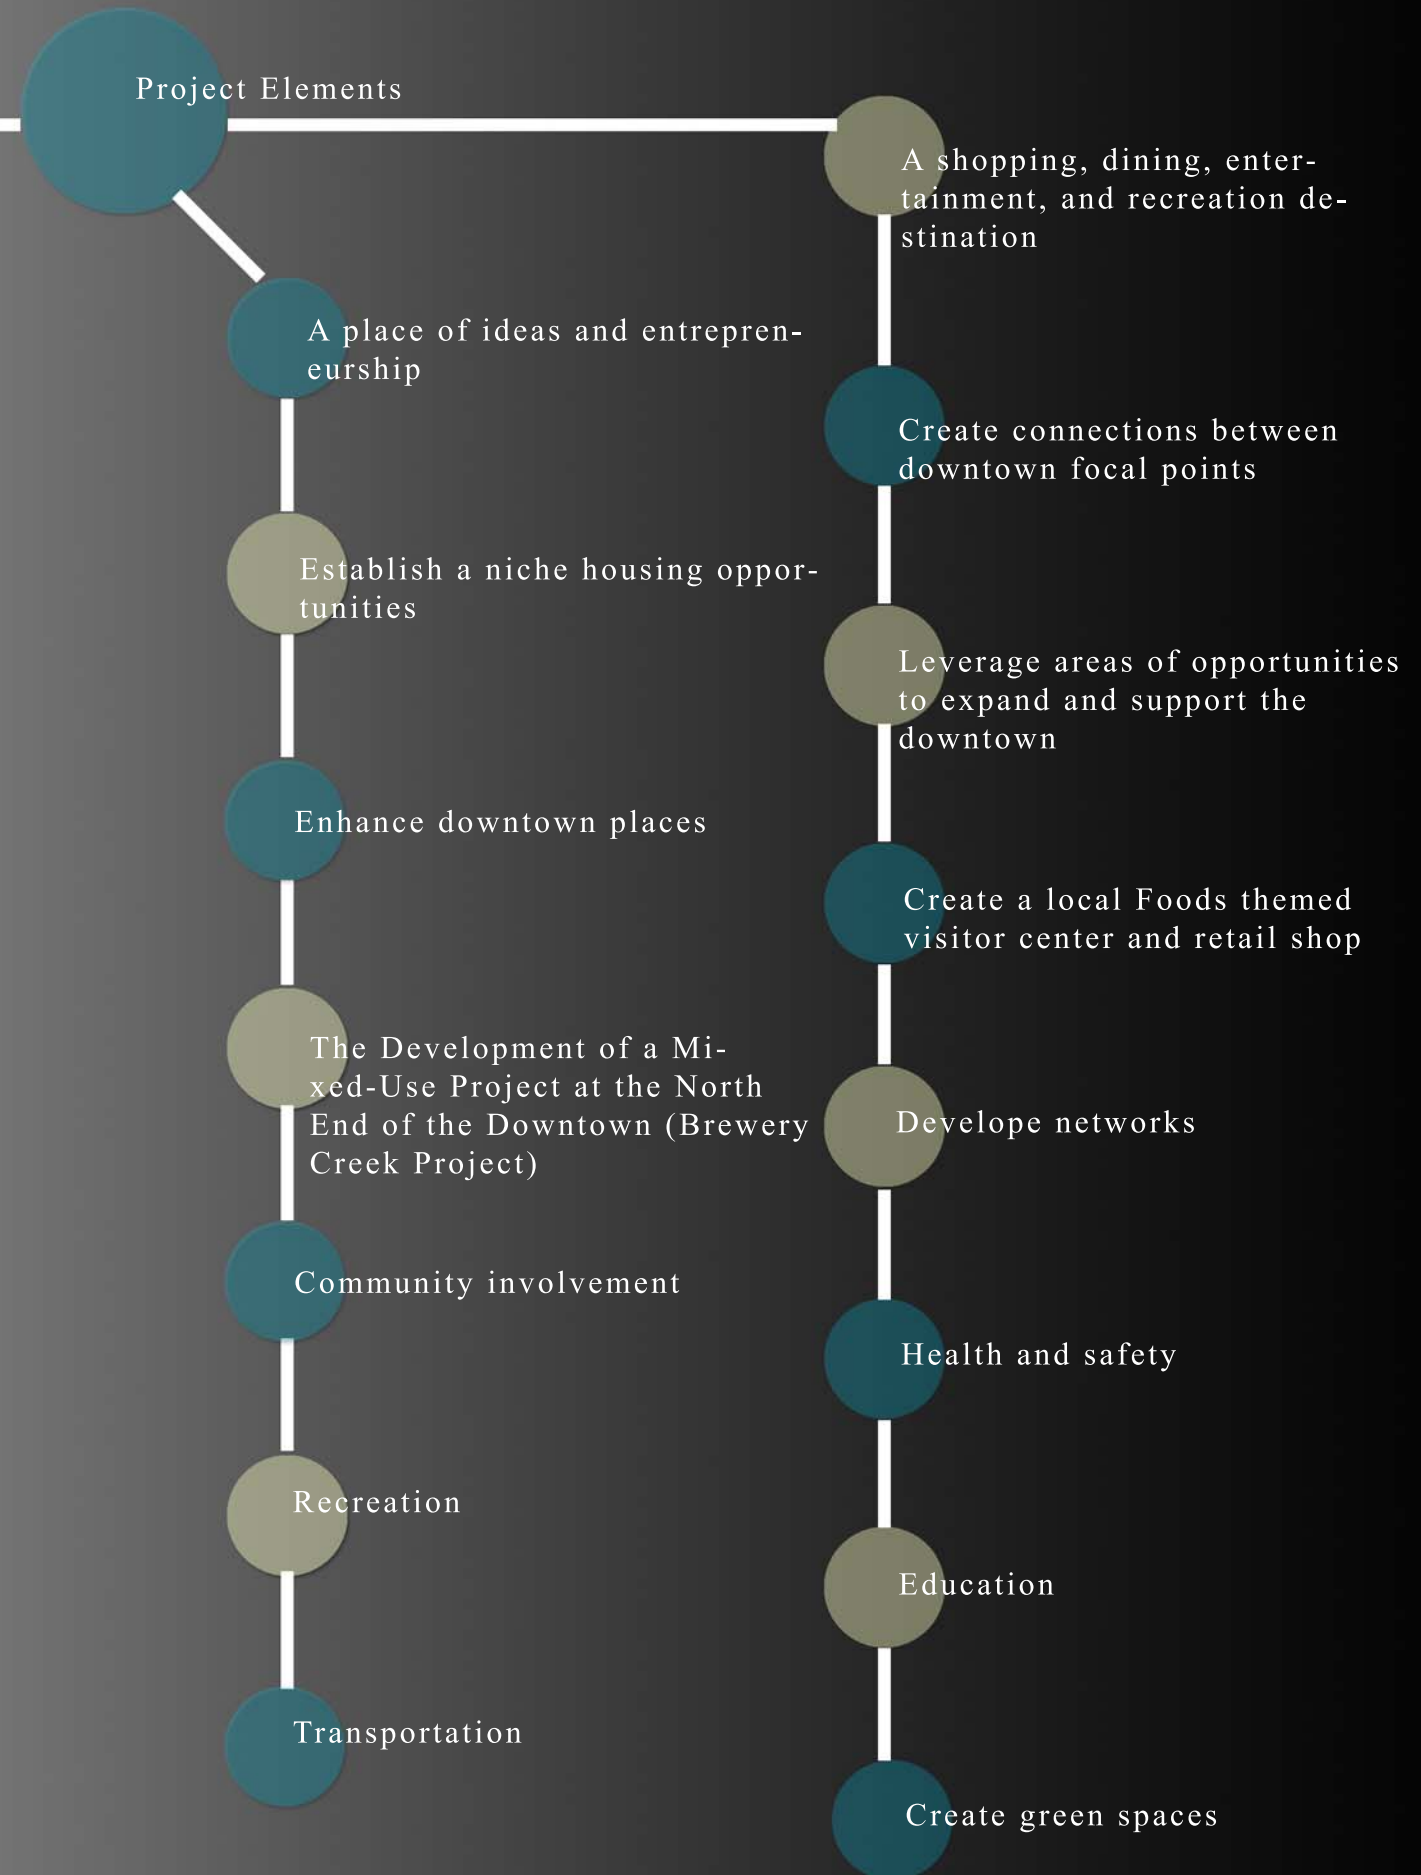 Project Elements
A place of ideas and entrepren-
eurship
Establish a niche housing oppor-
tunities
Enhance downtown places
The Development of a Mi-
xed-Use Project at the North
End of the Downtown (Brewery
Creek Project)
Community involvement
Recreation
Transportation
A shopping, dining, enter-
tainment, and recreation de-
stination
Create connections between
downtown focal points
Leverage areas of opportunities
to expand and support the
downtown
Create a local Foods themed
visitor center and retail shop
Develope networks
Health and safety
Education
Create green spaces